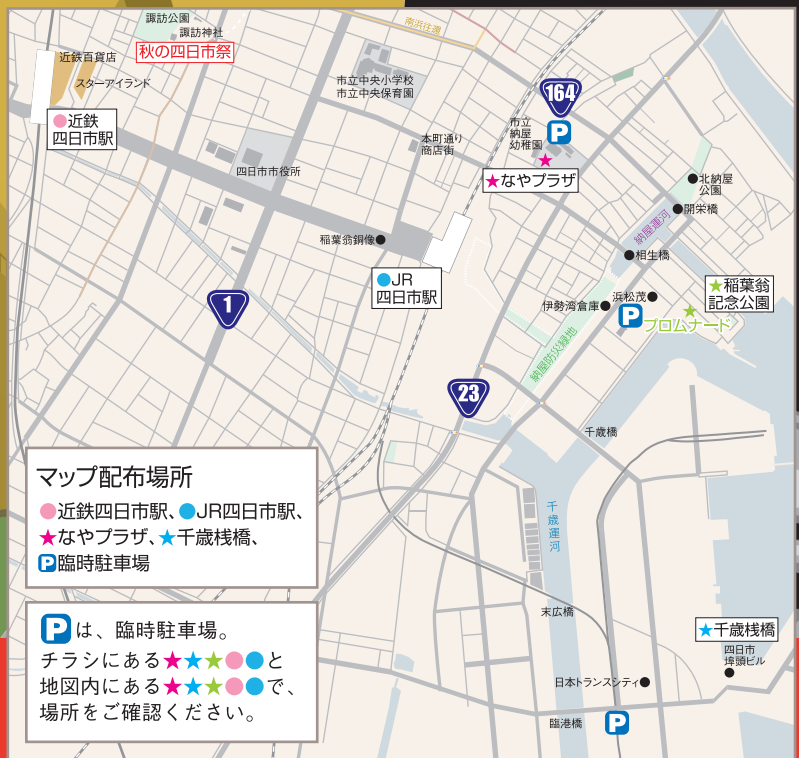 諏訪公園
諏訪神社
秋の四日市祭
近鉄百貨店
スターアイランド
●近鉄
四日市駅
南浜往還
市立中央小学校
市立中央保育園
164
P
市立
納屋
幼稚園
★なやプラザ
本町通り
商店街
四日市市役所
稲葉翁銅像●
●JR
四日市駅
●北納屋
公園
●開栄橋
納屋運河
●相生橋
★稲葉翁
記念公園
浜松茂●
伊勢湾倉庫●
P
★
プロムナード
納屋防災緑地
1
23
千歳橋
千歳運河
末広橋
★千歳桟橋
四日市
埠頭ビル
●
日本トランスシティ●
臨港橋
P
マップ配布場所
●近鉄四日市駅、●JR四日市駅、
★なやプラザ、★千歳桟橋、
P臨時駐車場
Pは、臨時駐車場。
チラシにある★★★●●と
地図内にある★★★●●で、
場所をご確認ください。